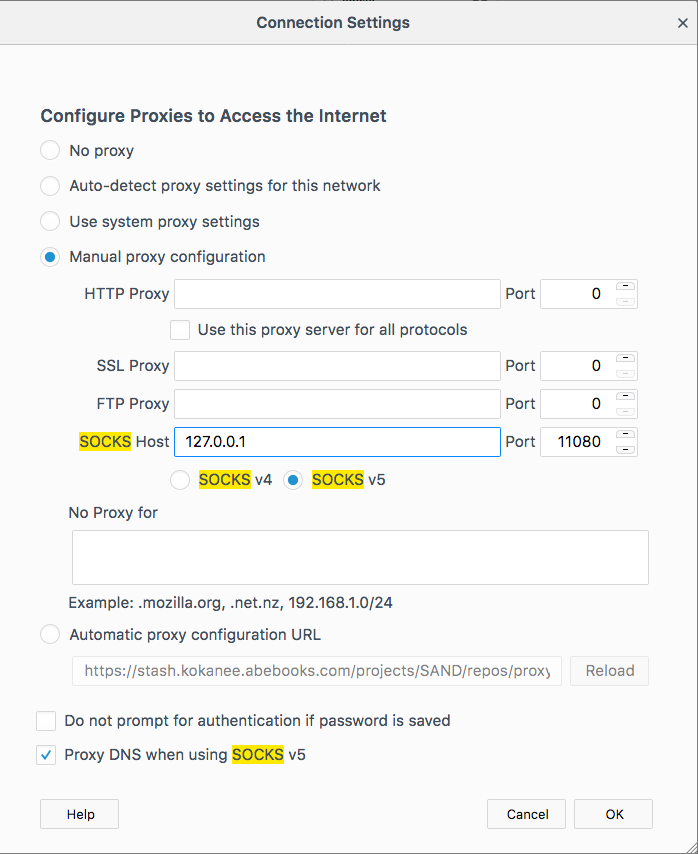 Connection Settings
Configure Proxies to Access the Internet
No proxy
Auto-detect proxy settings for this network
Use system proxy settings
Manual proxy configuration
HTTP Proxy Port 0
Use this proxy server for all protocols
SSL Proxy Port 0
FTP Proxy Port 0
SOCKS Host 127.0.0.1 Port 11080
SOCKS v4 SOCKS v5
No Proxy for
Example: .mozilla.org, .net.nz, 192.168.1.0/24
Automatic proxy configuration URL
https://stash.kokanee.abebooks.com/projects/SAND/repos/proxy Reload
Do not prompt for authentication if password is saved
Proxy DNS when using SOCKS v5
Help Cancel OK